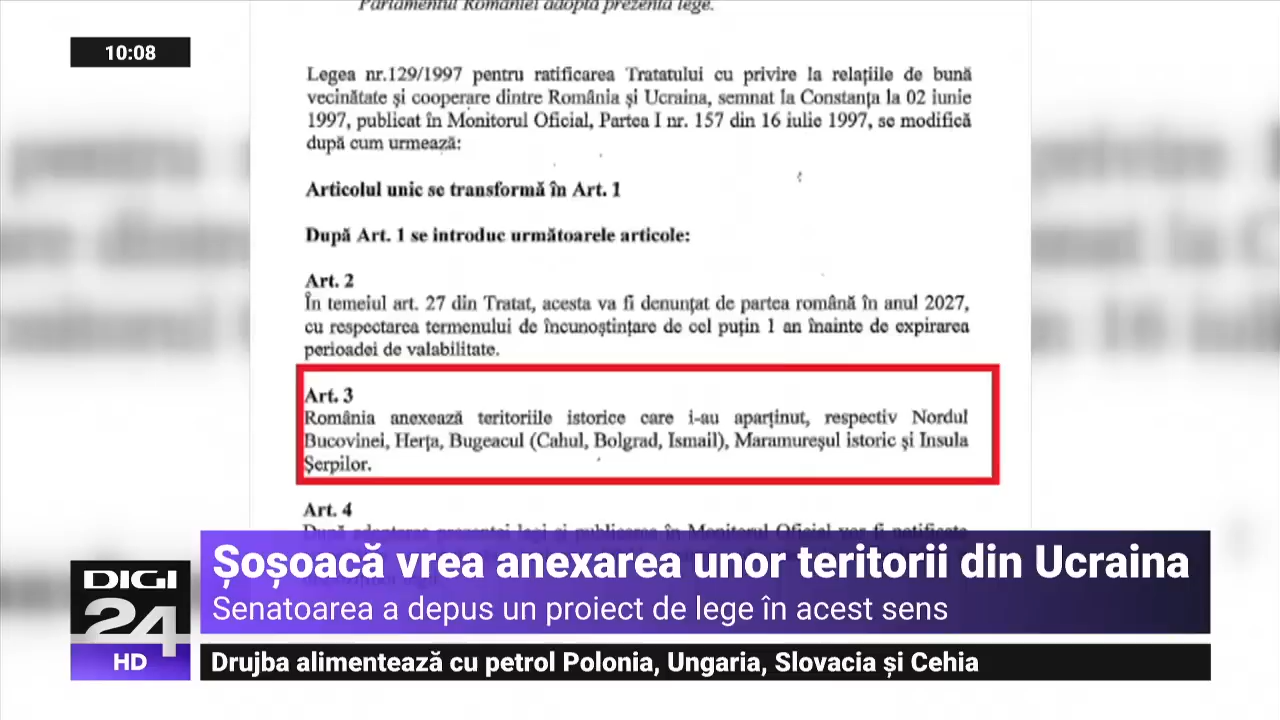 Parlamentul României adoptă prezenta lege.
10:08
Legea nr.129/1997 pentru ratificarea Tratatului cu privire la relațiile de bună
vecinătate și cooperare dintre România și Ucraina, semnat la Constanța la 02 iunie
1997, publicat în Monitorul Oficial, Partea I nr. 157 din 16 iulie 1997, se modifică
după cum urmează:
Articolul unic se transformă în Art. 1
După Art. 1 se introduc următoarele articole:
Art. 2
În temeiul art. 27 din Tratat, acesta va fi denunțat de partea română în anul 2027,
cu respectarea termenului de încunoștințare de cel puțin 1 an înainte de expirarea
perioadei de valabilitate.
Art. 3
România anexează teritoriile istorice care i-au aparținut, respectiv Nordul
Bucovinei, Herța, Bugeacul (Cahul, Bolgrad, Ismail), Maramureșul istoric și Insula
Șerpilor.
Art. 4
După adoptarea prezentei legi și publicarea în Monitorul Oficial vor fi notificate
Șoșoacă vrea anexarea unor teritorii din Ucraina
Senatoarea a depus un proiect de lege în acest sens
DIGI
24
HD
Drujba alimentează cu petrol Polonia, Ungaria, Slovacia și Cehia